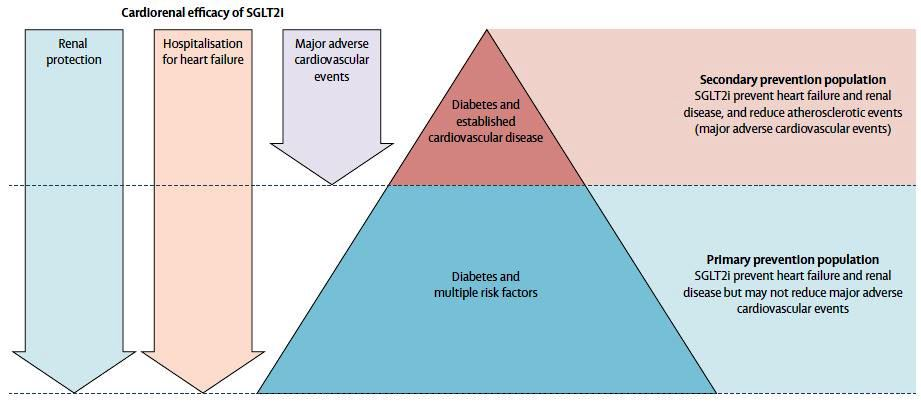 Cardiorenal efficacy of SGLT2I
Renal
protection
Hospitalisation
for heart failure
Major adverse
cardiovascular
events
Diabetes and
established
cardiovascular disease
Secondary prevention population
SGLT2i prevent heart failure and renal
disease, and reduce atherosclerotic events
(major adverse cardiovascular events)
Diabetes and
multiple risk factors
Primary prevention population
SGLT2i prevent heart failure and renal
disease but may not reduce major adverse
cardiovascular events